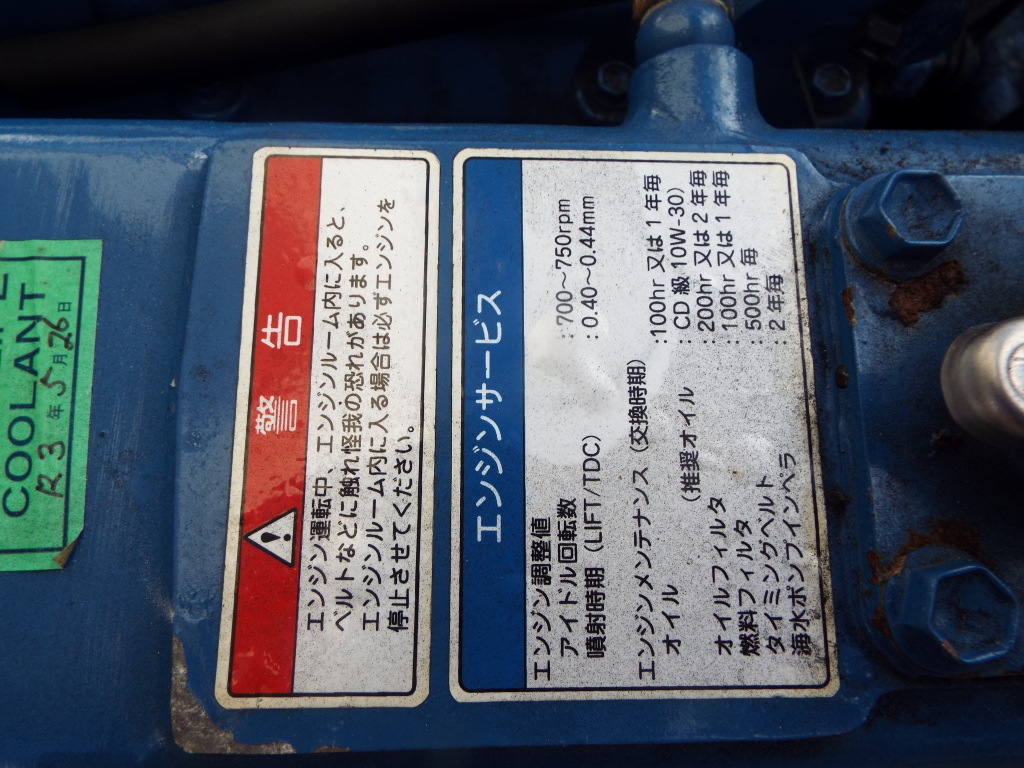 COOLANT
R3年5月26日
警告
エンジン運転中、エンジンルーム内に入ると、
ベルトなどに触れ怪我の恐れがあります。
エンジンルーム内に入る場合は必ずエンジンを
停止させてください。
エンジンサービス
エンジン調整値
アイドル回転数 :700~750rpm
噴射時期 (LIFT/TDC) : 0.40~0.44mm
エンジンメンテナンス (交換時期)
オイル :100hr 又は 1 年毎
(推奨オイル : CD 級 10W-30)
オイルフィルタ :200hr 又は 2 年毎
燃料フィルタ :100hr 又は 1 年毎
タイミングベルト : 500hr 毎
海水ポンプインペラ : 2 年毎